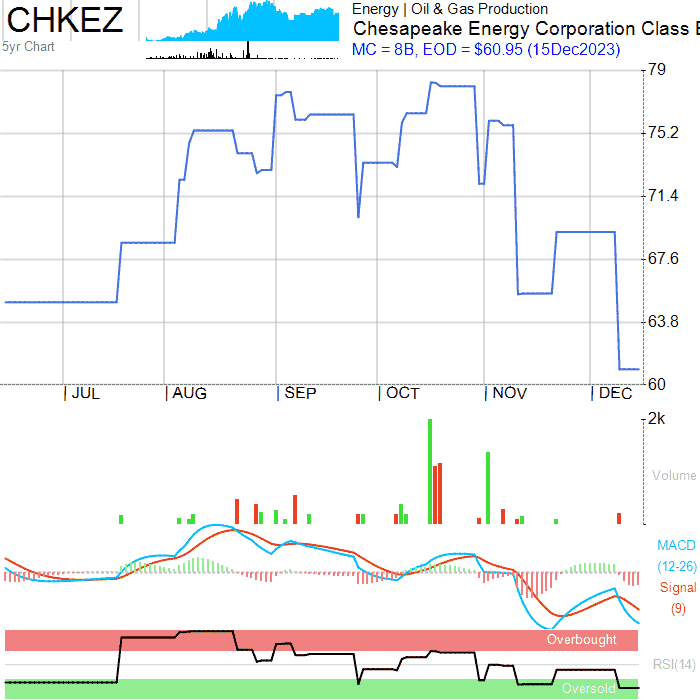 CHKEZ
5yr Chart
Energy | Oil & Gas Production
Chesapeake Energy Corporation Class
MC = 8B, EOD = $60.95 (15Dec2023)
79
75.2
71.4
67.6
63.8
60
JUL
AUG
SEP
OCT
NOV
DEC
2k
Volume
MACD
(12-26)
Signal
(9)
Overbought
RSI(14)
Oversold